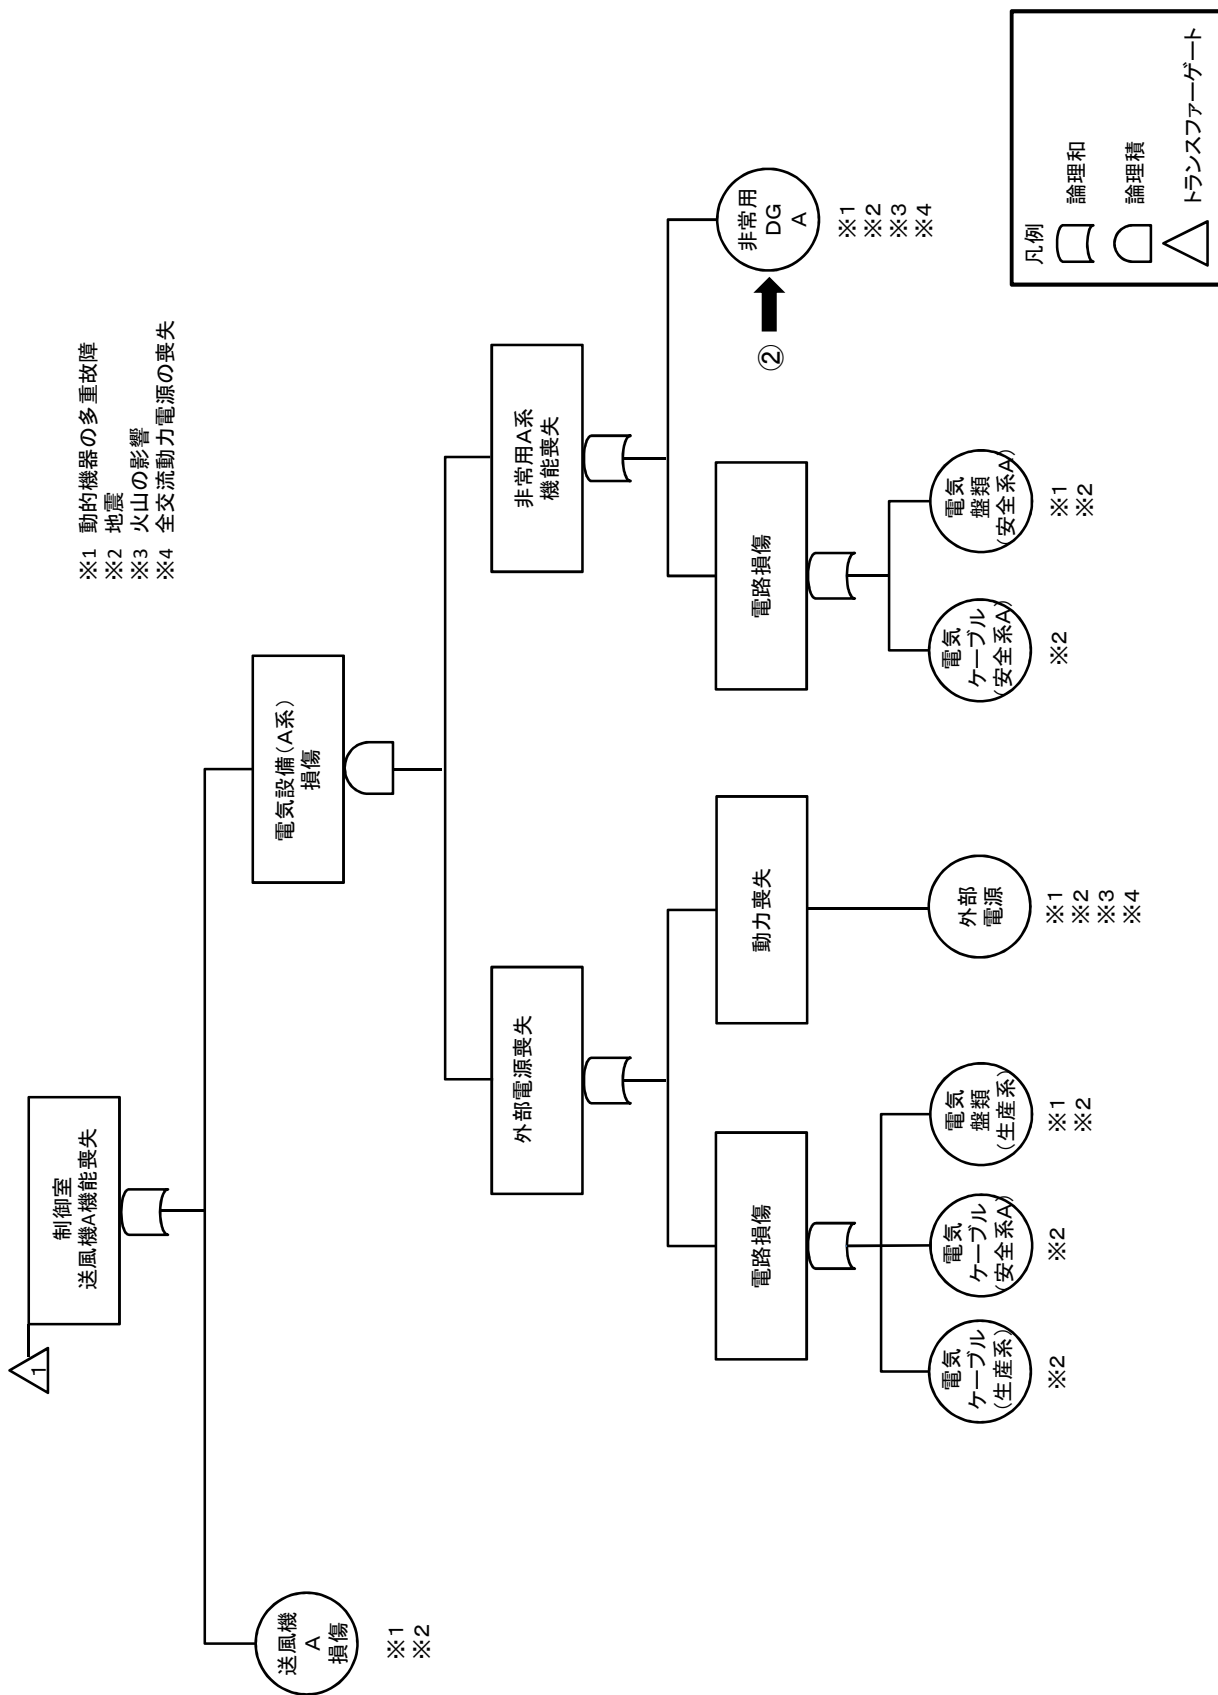 1
制御室
送風機A機能喪失
※1 動的機器の多重故障
※2 地震
※3 火山の影響
※4 全交流動力電源の喪失
送風機
A
損傷
※1
※2
電気設備(A系)
損傷
外部電源喪失
非常用A系
機能喪失
電路損傷
動力喪失
電路損傷
非常用
DG
A
②
※1
※2
※3
※4
電気
ケーブル
(生産系)
※2
電気
ケーブル
(安全系A)
※2
電気
盤類
(生産系)
※1
※2
外部
電源
※1
※2
※3
※4
電気
ケーブル
(安全系A)
※2
電気
盤類
(安全系A)
※1
※2
凡例
論理和
論理積
トランスファーゲート